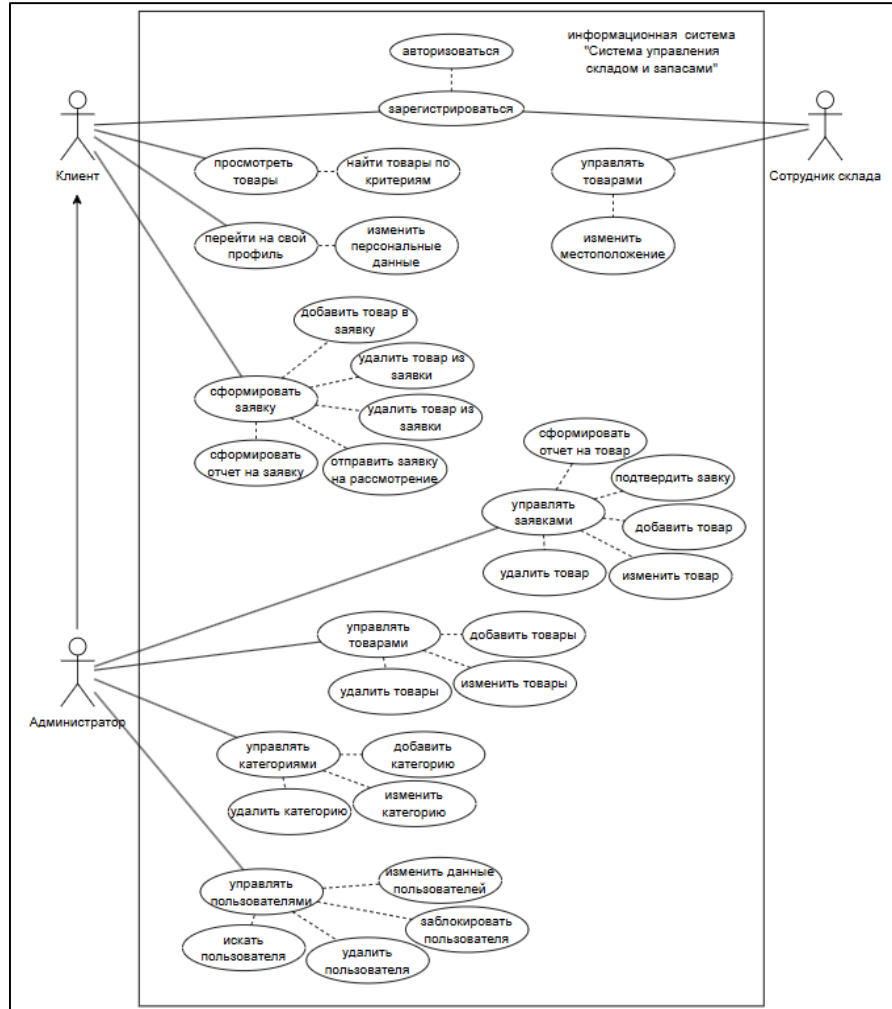 информационная система
"Система управления
складом и запасами"
авторизоваться
зарегистрироваться
Клиент
Сотрудник склада
просмотреть
товары
найти товары по
критериям
управлять
товарами
перейти на свой
профиль
изменить
персональные
данные
изменить
местоположение
добавить товар в
заявку
удалить товар из
заявки
сформировать
заявку
удалить товар из
заявки
сформировать
отчет на заявку
отправить заявку
на рассмотрение
сформировать
отчет на товар
подтвердить завку
управлять
заявками
добавить товар
удалить товар
изменить товар
Администратор
управлять
товарами
добавить товары
удалить товары
изменить товары
управлять
категориями
добавить
категорию
удалить категорию
изменить
категорию
управлять
пользователями
изменить данные
пользователей
заблокировать
пользователя
искать
пользователя
удалить
пользователя